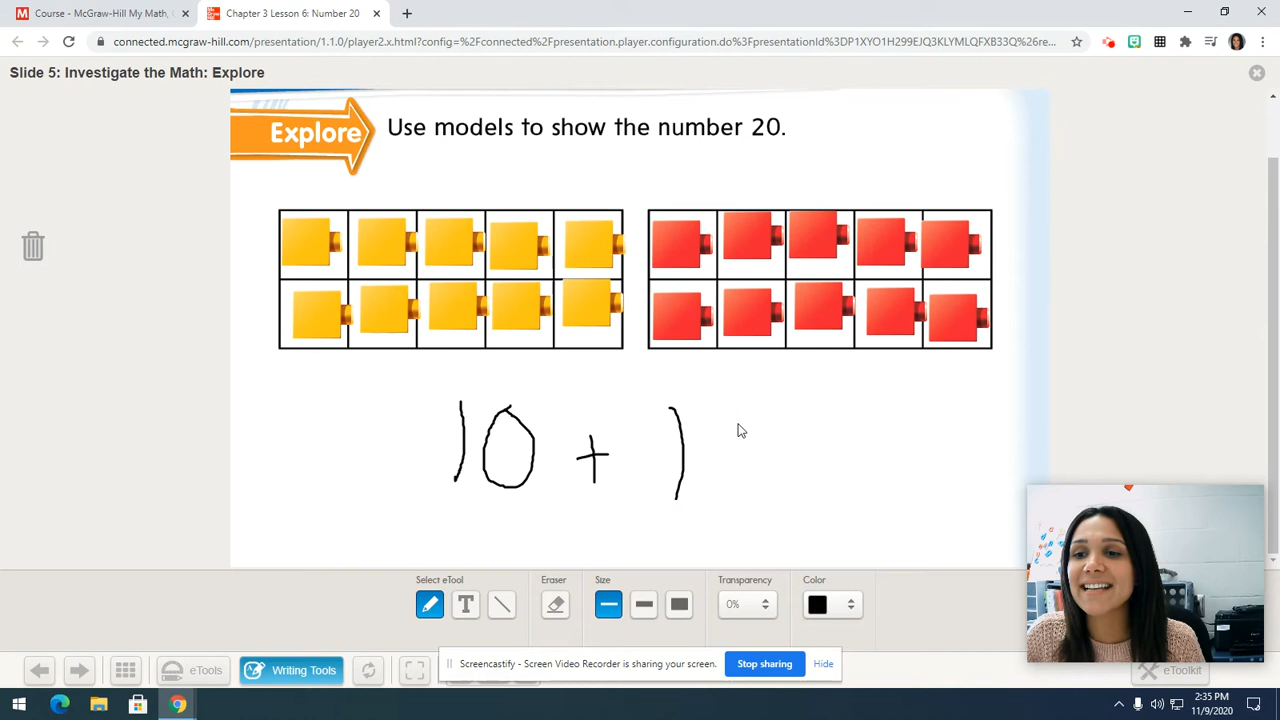 Course - McGraw-Hill My Math,
Chapter 3 Lesson 6: Number 20
connected.mcgraw-hill.com/presentation/1.1.0/player2.x.html?config=%2Fconnected%2Fpresentation.player.configuration.do%3FpresentationId%3DP1XYO1H299EJQ3KLYMLQFXB33Q%26re...
Slide 5: Investigate the Math: Explore
Explore
Use models to show the number 20.
10 + 1
Select eTool
Eraser
Size
Transparency
Color
T
0%
eTools
Writing Tools
Screencastify - Screen Video Recorder is sharing your screen.
Stop sharing
Hide
eToolkit
2:35 PM
11/9/2020